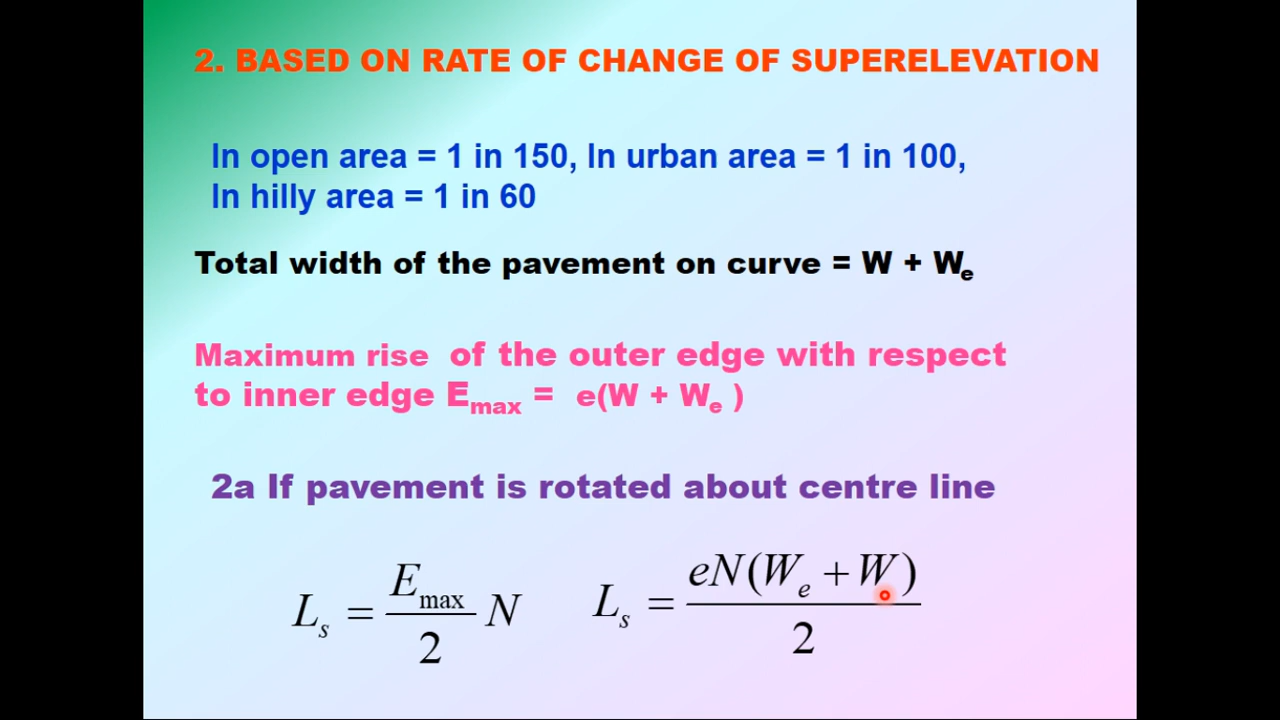 2. BASED ON RATE OF CHANGE OF SUPERELEVATION
In open area = 1 in 150, In urban area = 1 in 100,
In hilly area = 1 in 60
Total width of the pavement on curve = W + We
Maximum rise of the outer edge with respect
to inner edge Emax = e(W + We )
2a If pavement is rotated about centre line
Ls = Emax/2 N Ls = eN(We + W)/2